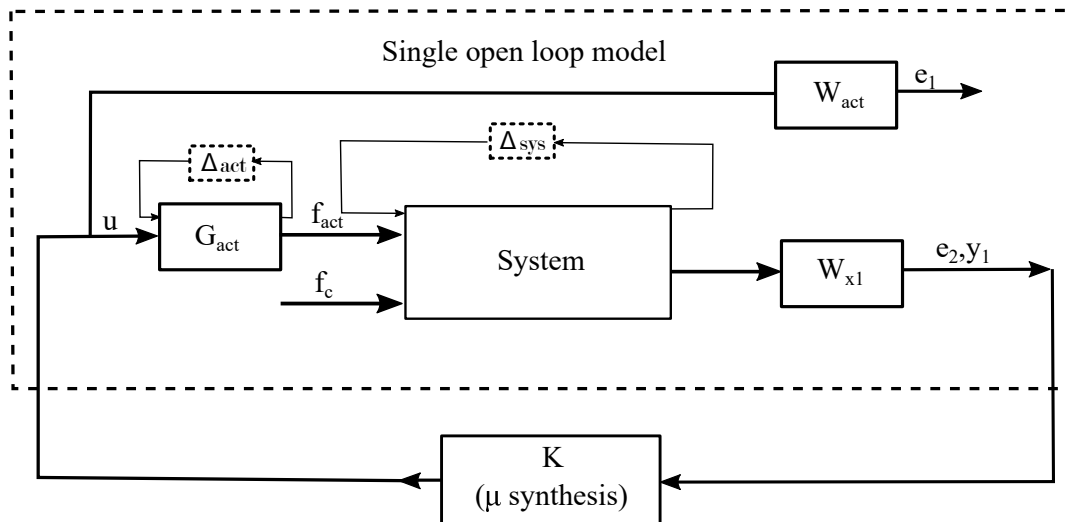 Single open loop model
W_act
e_1
Δ_sys
Δ_act
u
G_act
f_act
System
f_c
W_x1
e_2,y_1
K
(μ synthesis)